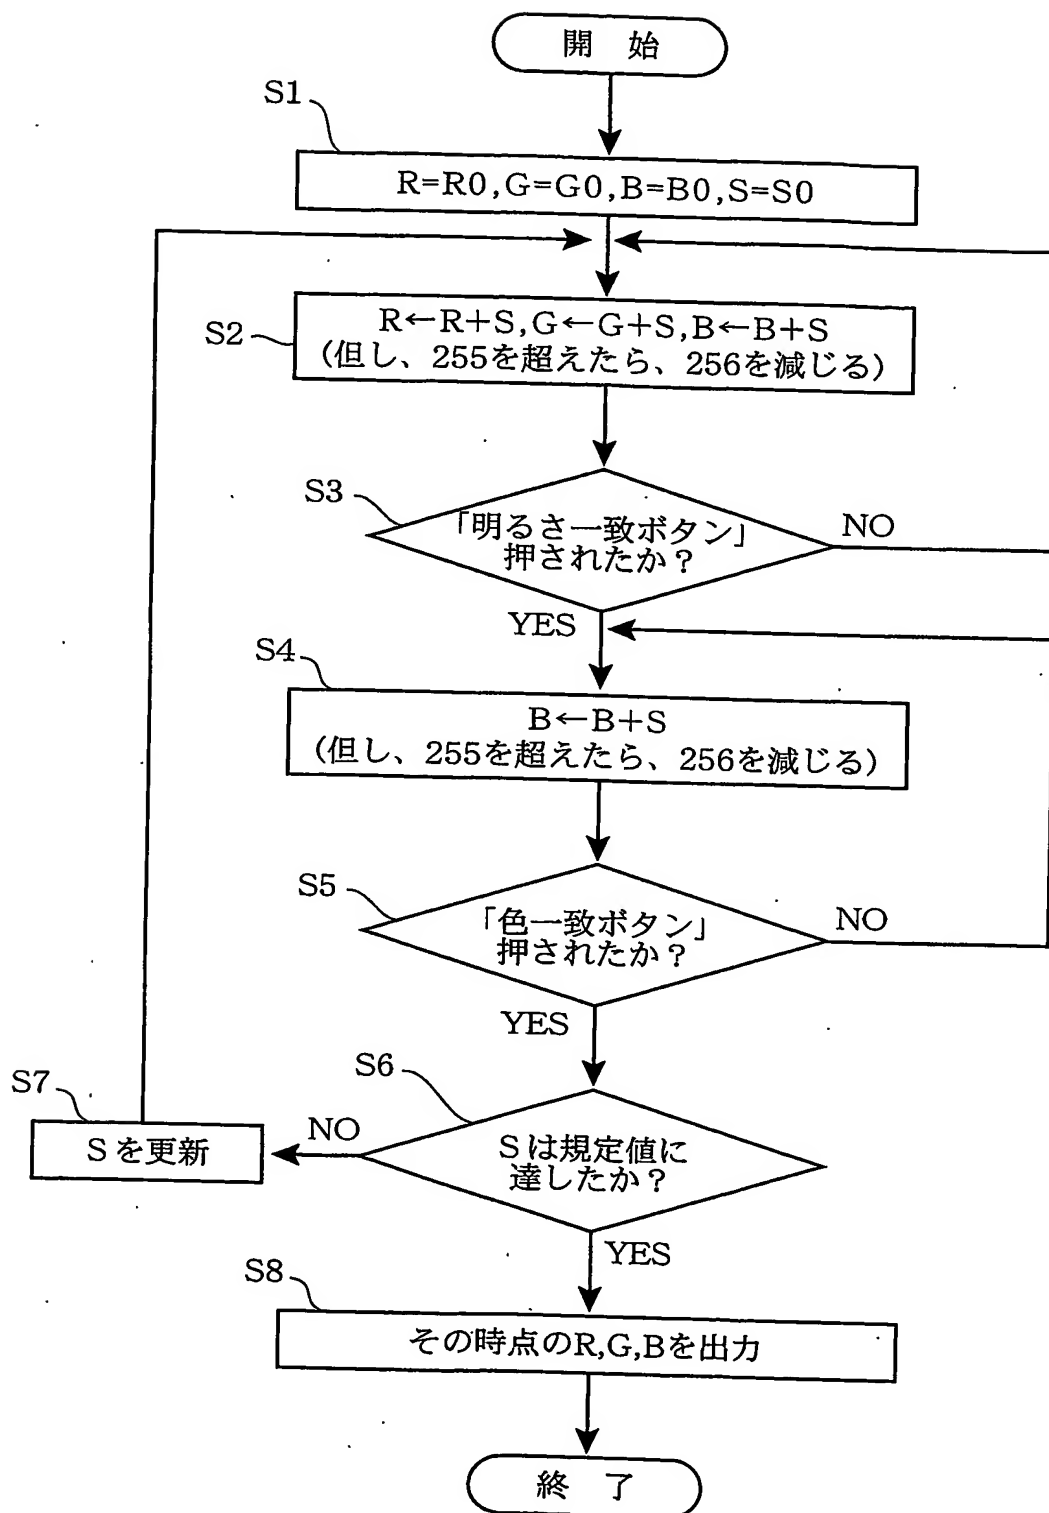 開 始
S1
R=R0,G=G0,B=B0,S=S0
S2
R←R+S,G←G+S,B←B+S
(但し、255を超えたら、256を減じる)
S3
「明るさ一致ボタン」
押されたか?
NO
YES
S4
B←B+S
(但し、255を超えたら、256を減じる)
S5
「色一致ボタン」
押されたか?
NO
YES
S6
S7
Sを更新
NO
Sは規定値に
達したか?
YES
S8
その時点のR,G,Bを出力
終 了